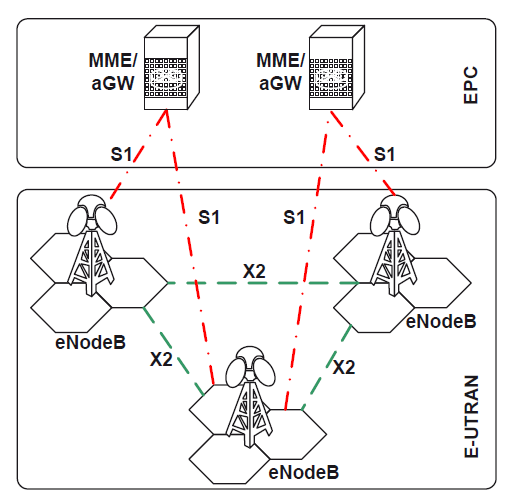 MME/
aGW
MME/
aGW
EPC
S1
S1
S1
S1
X2
eNodeB
eNodeB
X2
X2
eNodeB
E-UTRAN